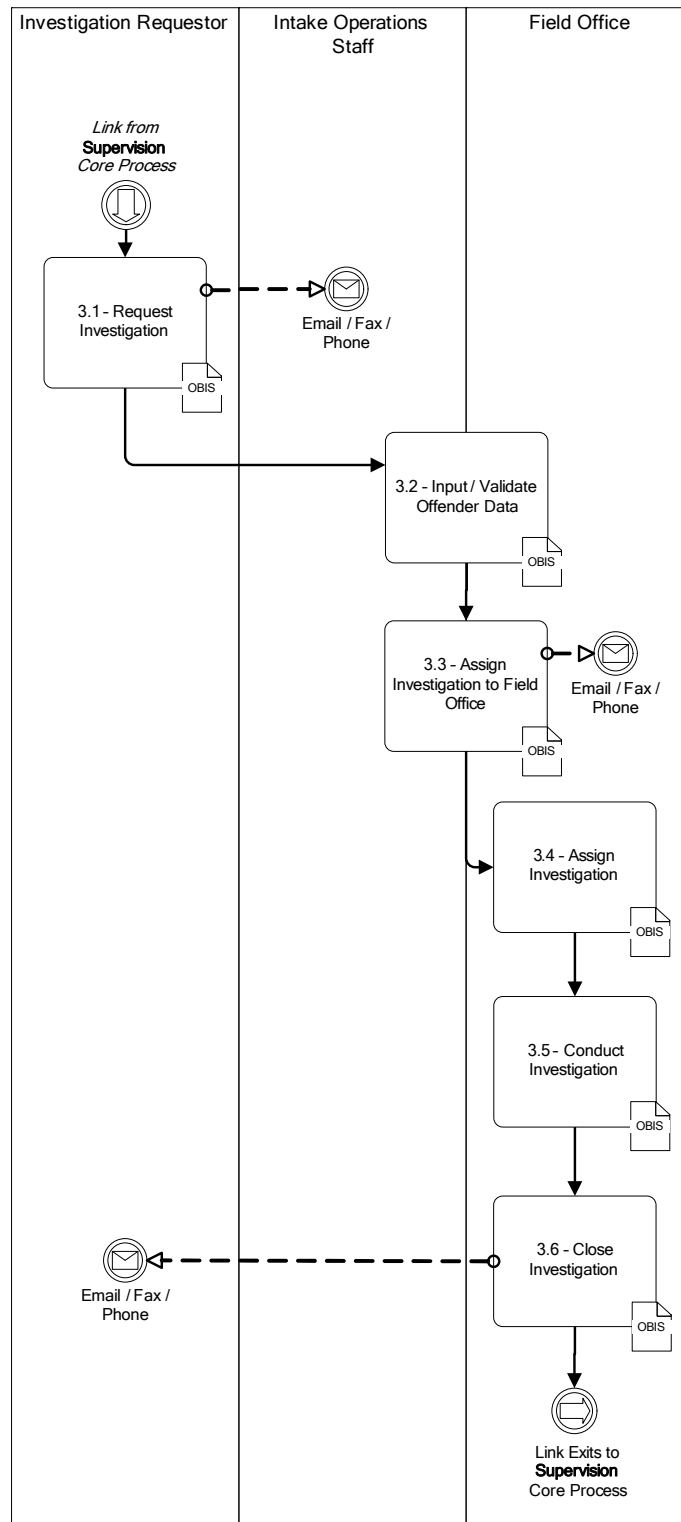 Investigation Requestor
Intake Operations
Staff
Field Office
Link from
Supervision
Core Process
3.1 - Request
Investigation
OBIS
Email / Fax /
Phone
3.2 - Input / Validate
Offender Data
OBIS
3.3 - Assign
Investigation to Field
Office
OBIS
Email / Fax /
Phone
3.4 - Assign
Investigation
OBIS
3.5 - Conduct
Investigation
OBIS
3.6 - Close
Investigation
OBIS
Email / Fax /
Phone
Link Exits to
Supervision
Core Process